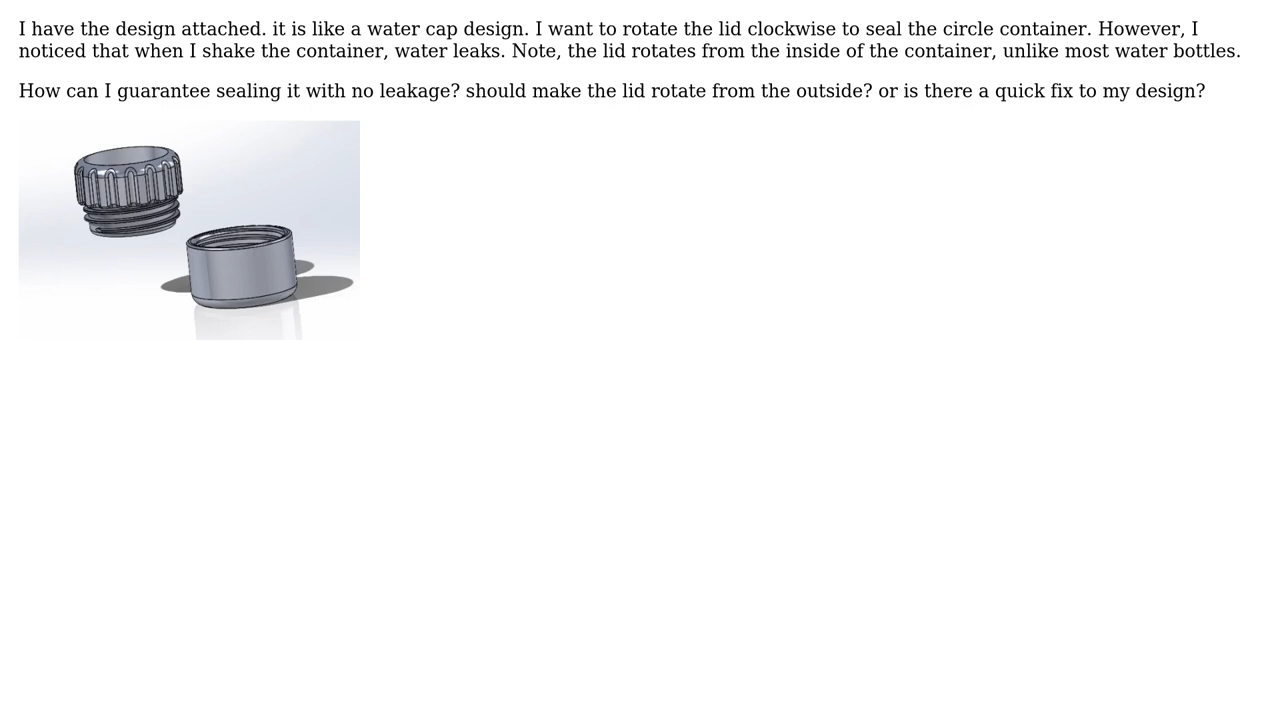 I have the design attached. it is like a water cap design. I want to rotate the lid clockwise to seal the circle container. However, I
noticed that when I shake the container, water leaks. Note, the lid rotates from the inside of the container, unlike most water bottles.
How can I guarantee sealing it with no leakage? should make the lid rotate from the outside? or is there a quick fix to my design?